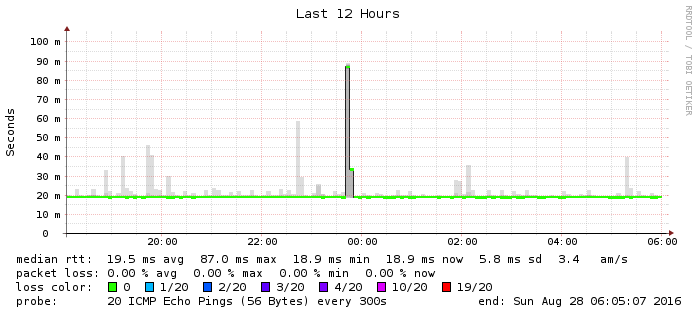 Last 12 Hours
RRDTOOL / TOBI OETIKER
Seconds
100 m
90 m
80 m
70 m
60 m
50 m
40 m
30 m
20 m
10 m
0
20:00 22:00 00:00 02:00 04:00 06:00
median rtt: 19.5 ms avg 87.0 ms max 18.9 ms min 18.9 ms now 5.8 ms sd 3.4 am/s
packet loss: 0.00 % avg 0.00 % max 0.00 % min 0.00 % now
loss color: 0 1/20 2/20 3/20 4/20 10/20 19/20
probe: 20 ICMP Echo Pings (56 Bytes) every 300s end: Sun Aug 28 06:05:07 2016